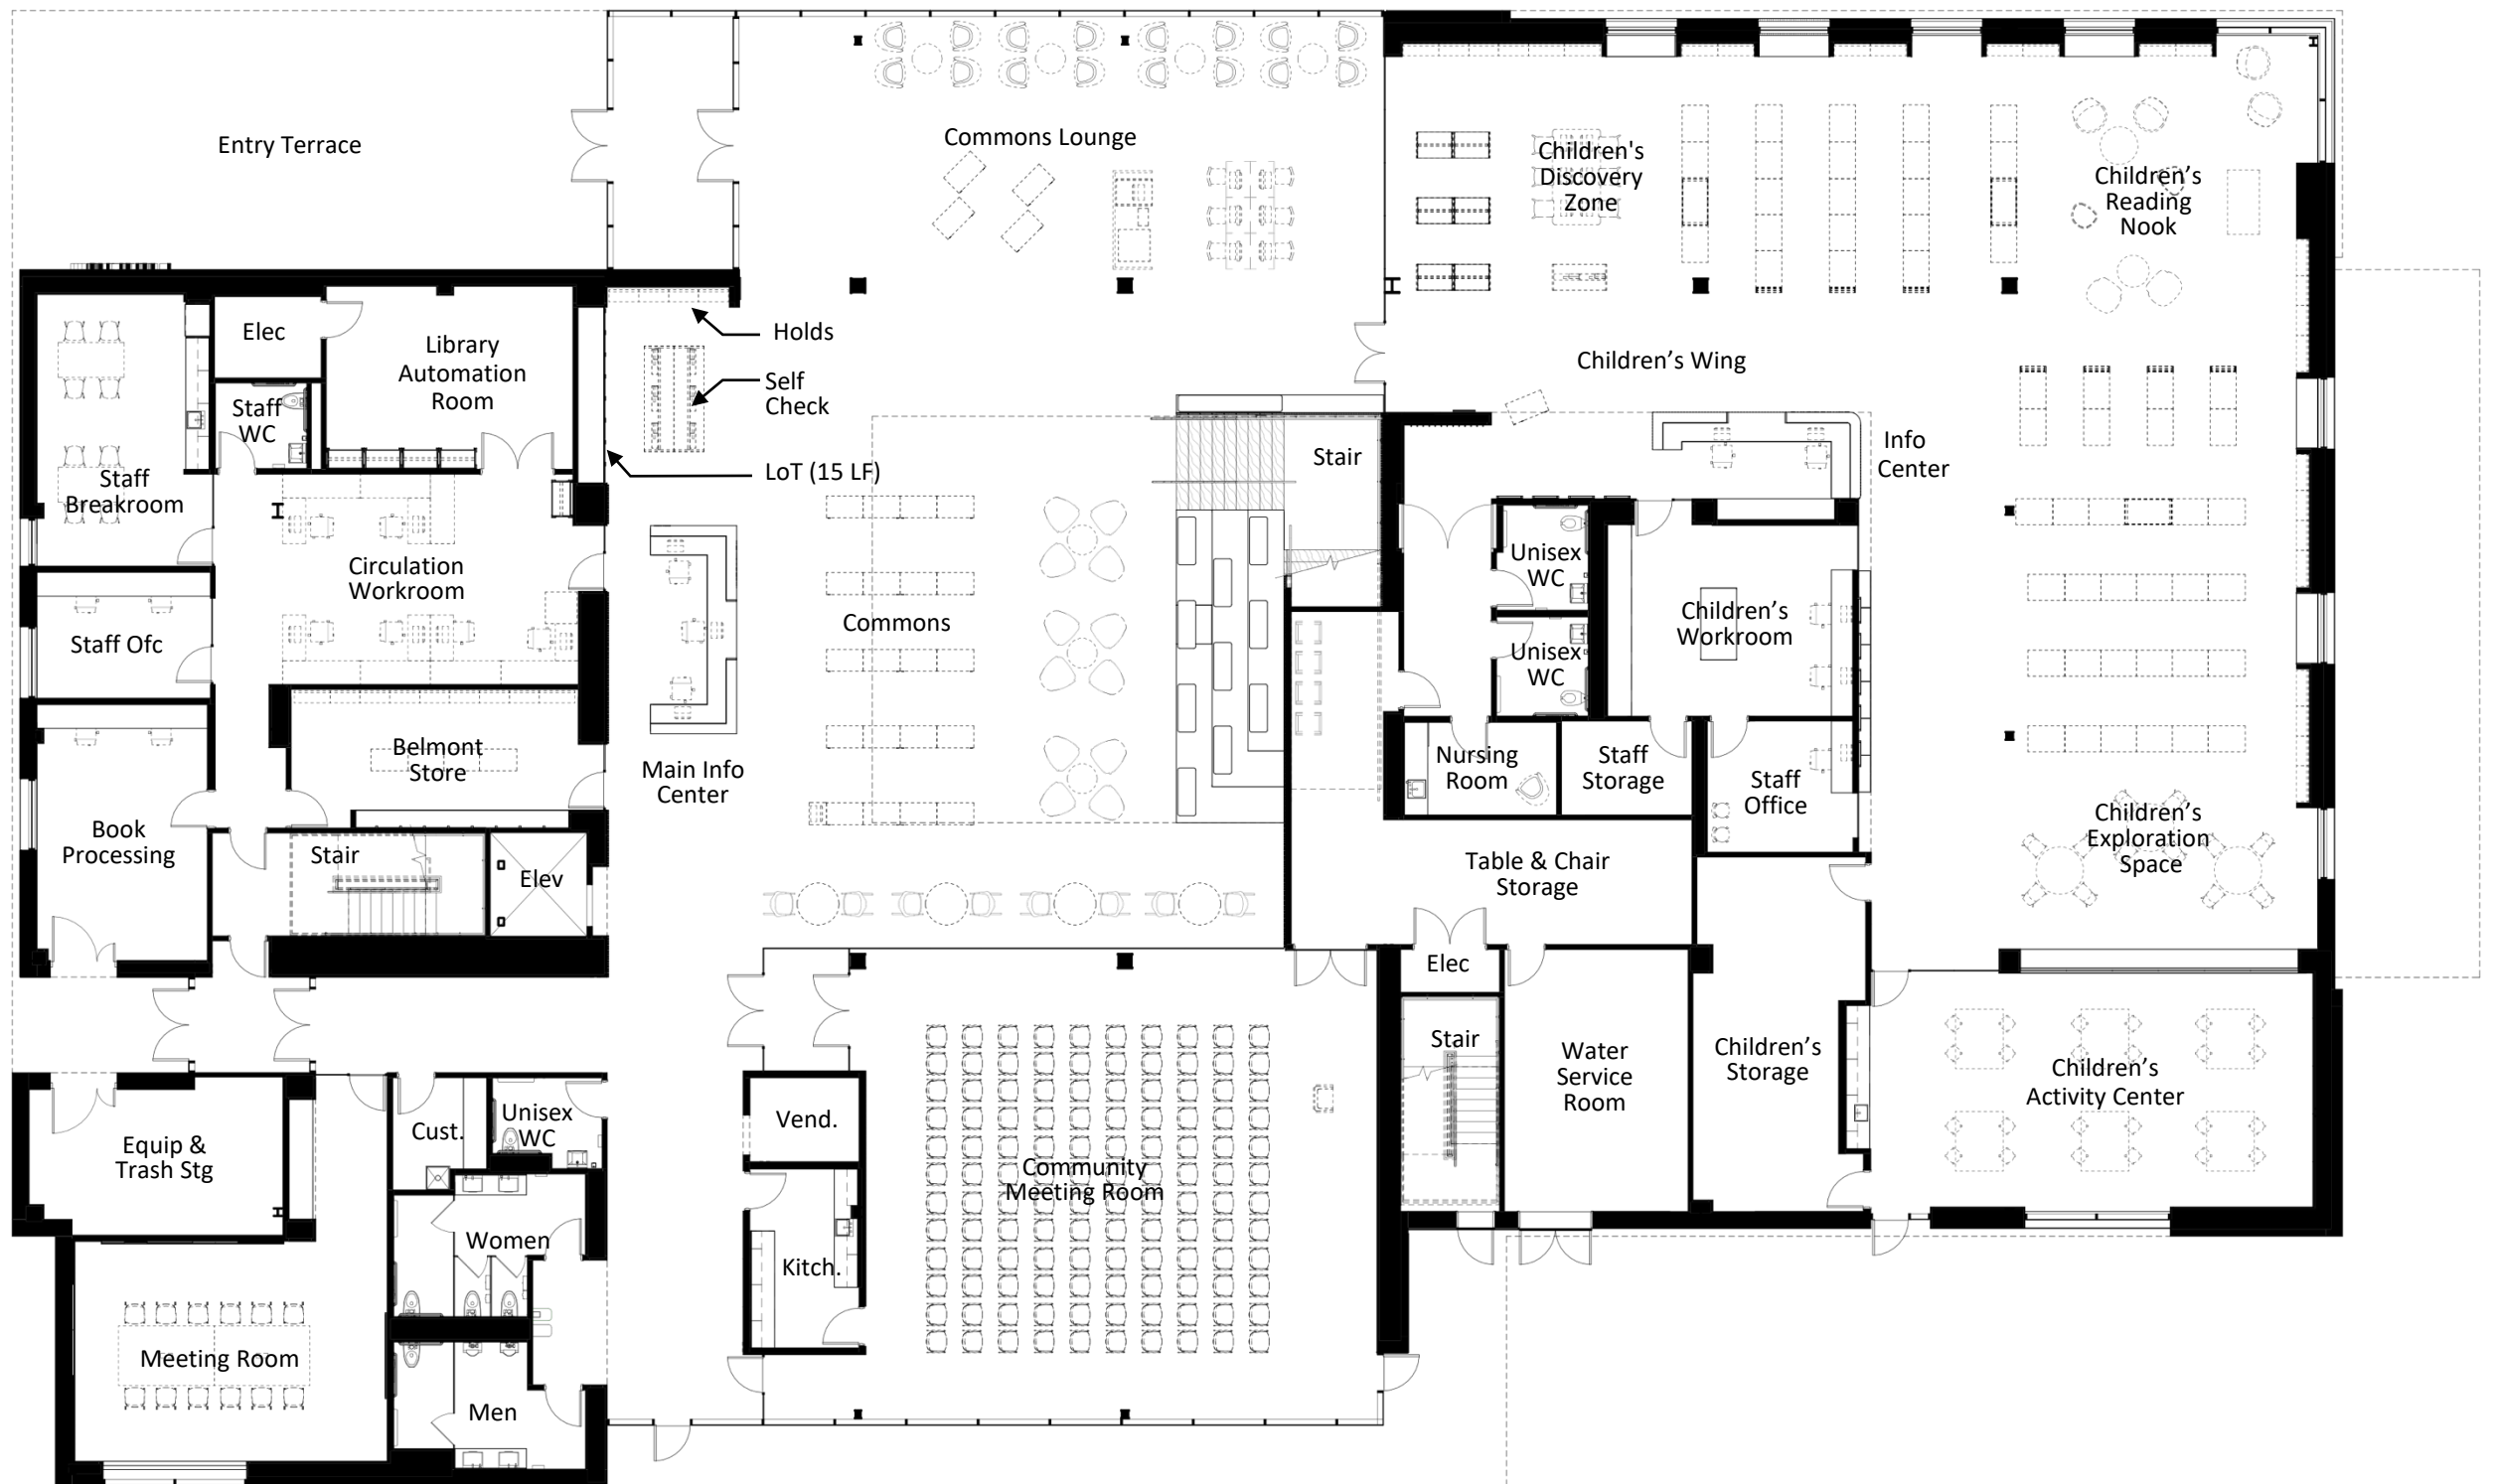 Entry Terrace
Commons Lounge
Children's
Discovery
Zone
Children’s
Reading
Nook
Elec
Library
Automation
Room
Holds
Self
Check
Children’s Wing
Staff
WC
Staff
Breakroom
LoT (15 LF)
Stair
Info
Center
Circulation
Workroom
Unisex
WC
Staff Ofc
Commons
Children’s
Workroom
Unisex
WC
Belmont
Store
Main Info
Center
Nursing
Room
Staff
Storage
Staff
Office
Book
Processing
Stair
Elev
Table & Chair
Storage
Children’s
Exploration
Space
Elec
Stair
Water
Service
Room
Children’s
Storage
Children’s
Activity Center
Equip &
Trash Stg
Cust.
Unisex
WC
Vend.
Community
Meeting Room
Women
Kitch.
Meeting Room
Men